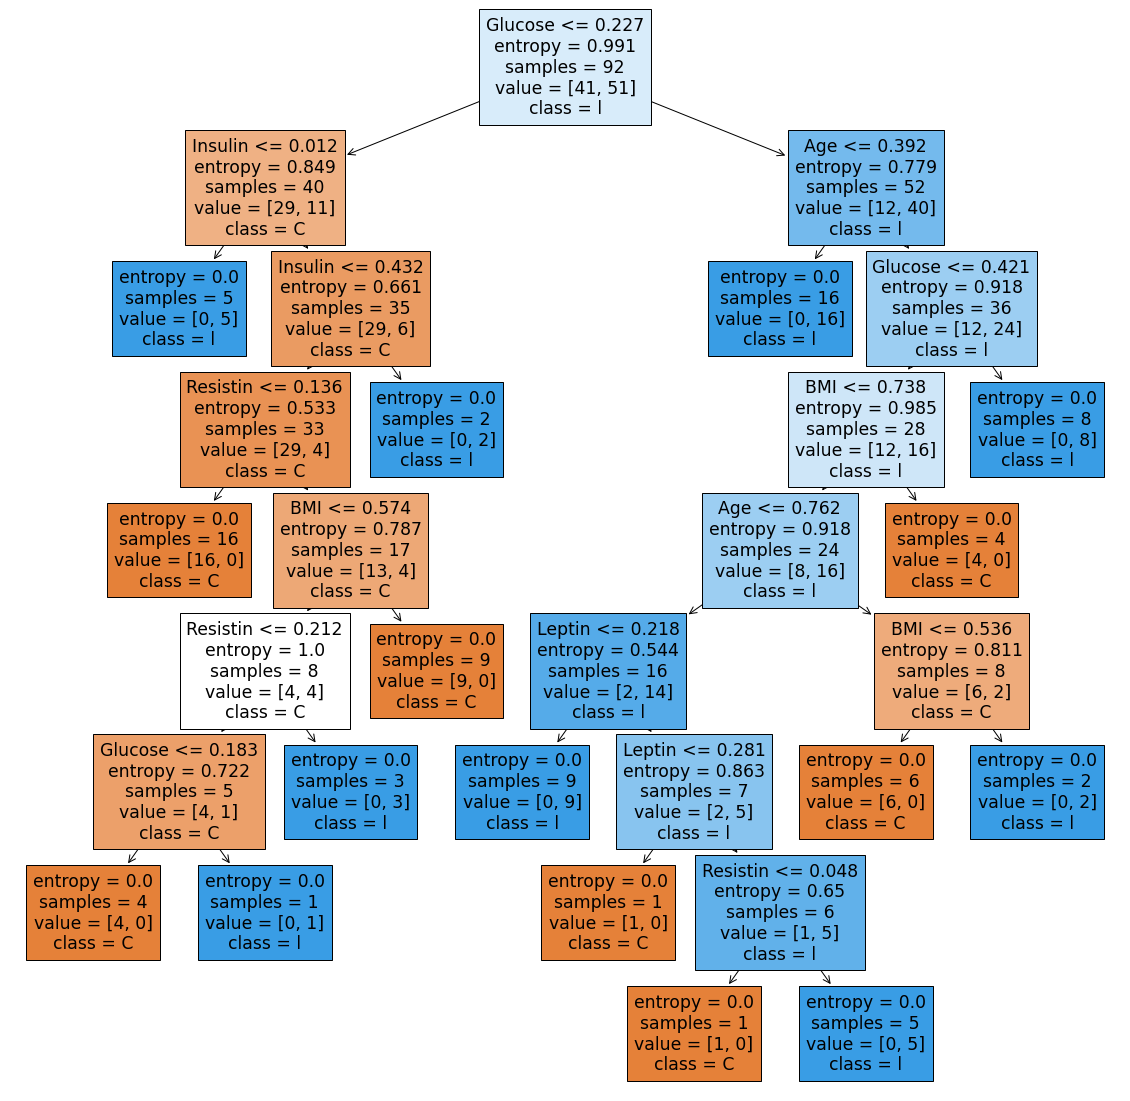 Glucose <= 0.227
entropy = 0.991
samples = 92
value = [41, 51]
class = l
Insulin <= 0.012
entropy = 0.849
samples = 40
value = [29, 11]
class = C
Age <= 0.392
entropy = 0.779
samples = 52
value = [12, 40]
class = l
entropy = 0.0
samples = 5
value = [0, 5]
class = l
Insulin <= 0.432
entropy = 0.661
samples = 35
value = [29, 6]
class = C
entropy = 0.0
samples = 16
value = [0, 16]
class = l
Glucose <= 0.421
entropy = 0.918
samples = 36
value = [12, 24]
class = l
Resistin <= 0.136
entropy = 0.533
samples = 33
value = [29, 4]
class = C
entropy = 0.0
samples = 2
value = [0, 2]
class = l
BMI <= 0.738
entropy = 0.985
samples = 28
value = [12, 16]
class = l
entropy = 0.0
samples = 8
value = [0, 8]
class = l
entropy = 0.0
samples = 16
value = [16, 0]
class = C
BMI <= 0.574
entropy = 0.787
samples = 17
value = [13, 4]
class = C
Age <= 0.762
entropy = 0.918
samples = 24
value = [8, 16]
class = l
entropy = 0.0
samples = 4
value = [4, 0]
class = C
Resistin <= 0.212
entropy = 1.0
samples = 8
value = [4, 4]
class = C
entropy = 0.0
samples = 9
value = [9, 0]
class = C
Leptin <= 0.218
entropy = 0.544
samples = 16
value = [2, 14]
class = l
BMI <= 0.536
entropy = 0.811
samples = 8
value = [6, 2]
class = C
Glucose <= 0.183
entropy = 0.722
samples = 5
value = [4, 1]
class = C
entropy = 0.0
samples = 3
value = [0, 3]
class = l
entropy = 0.0
samples = 9
value = [0, 9]
class = l
Leptin <= 0.281
entropy = 0.863
samples = 7
value = [2, 5]
class = l
entropy = 0.0
samples = 6
value = [6, 0]
class = C
entropy = 0.0
samples = 2
value = [0, 2]
class = l
entropy = 0.0
samples = 4
value = [4, 0]
class = C
entropy = 0.0
samples = 1
value = [0, 1]
class = l
entropy = 0.0
samples = 1
value = [1, 0]
class = C
Resistin <= 0.048
entropy = 0.65
samples = 6
value = [1, 5]
class = l
entropy = 0.0
samples = 1
value = [1, 0]
class = C
entropy = 0.0
samples = 5
value = [0, 5]
class = l